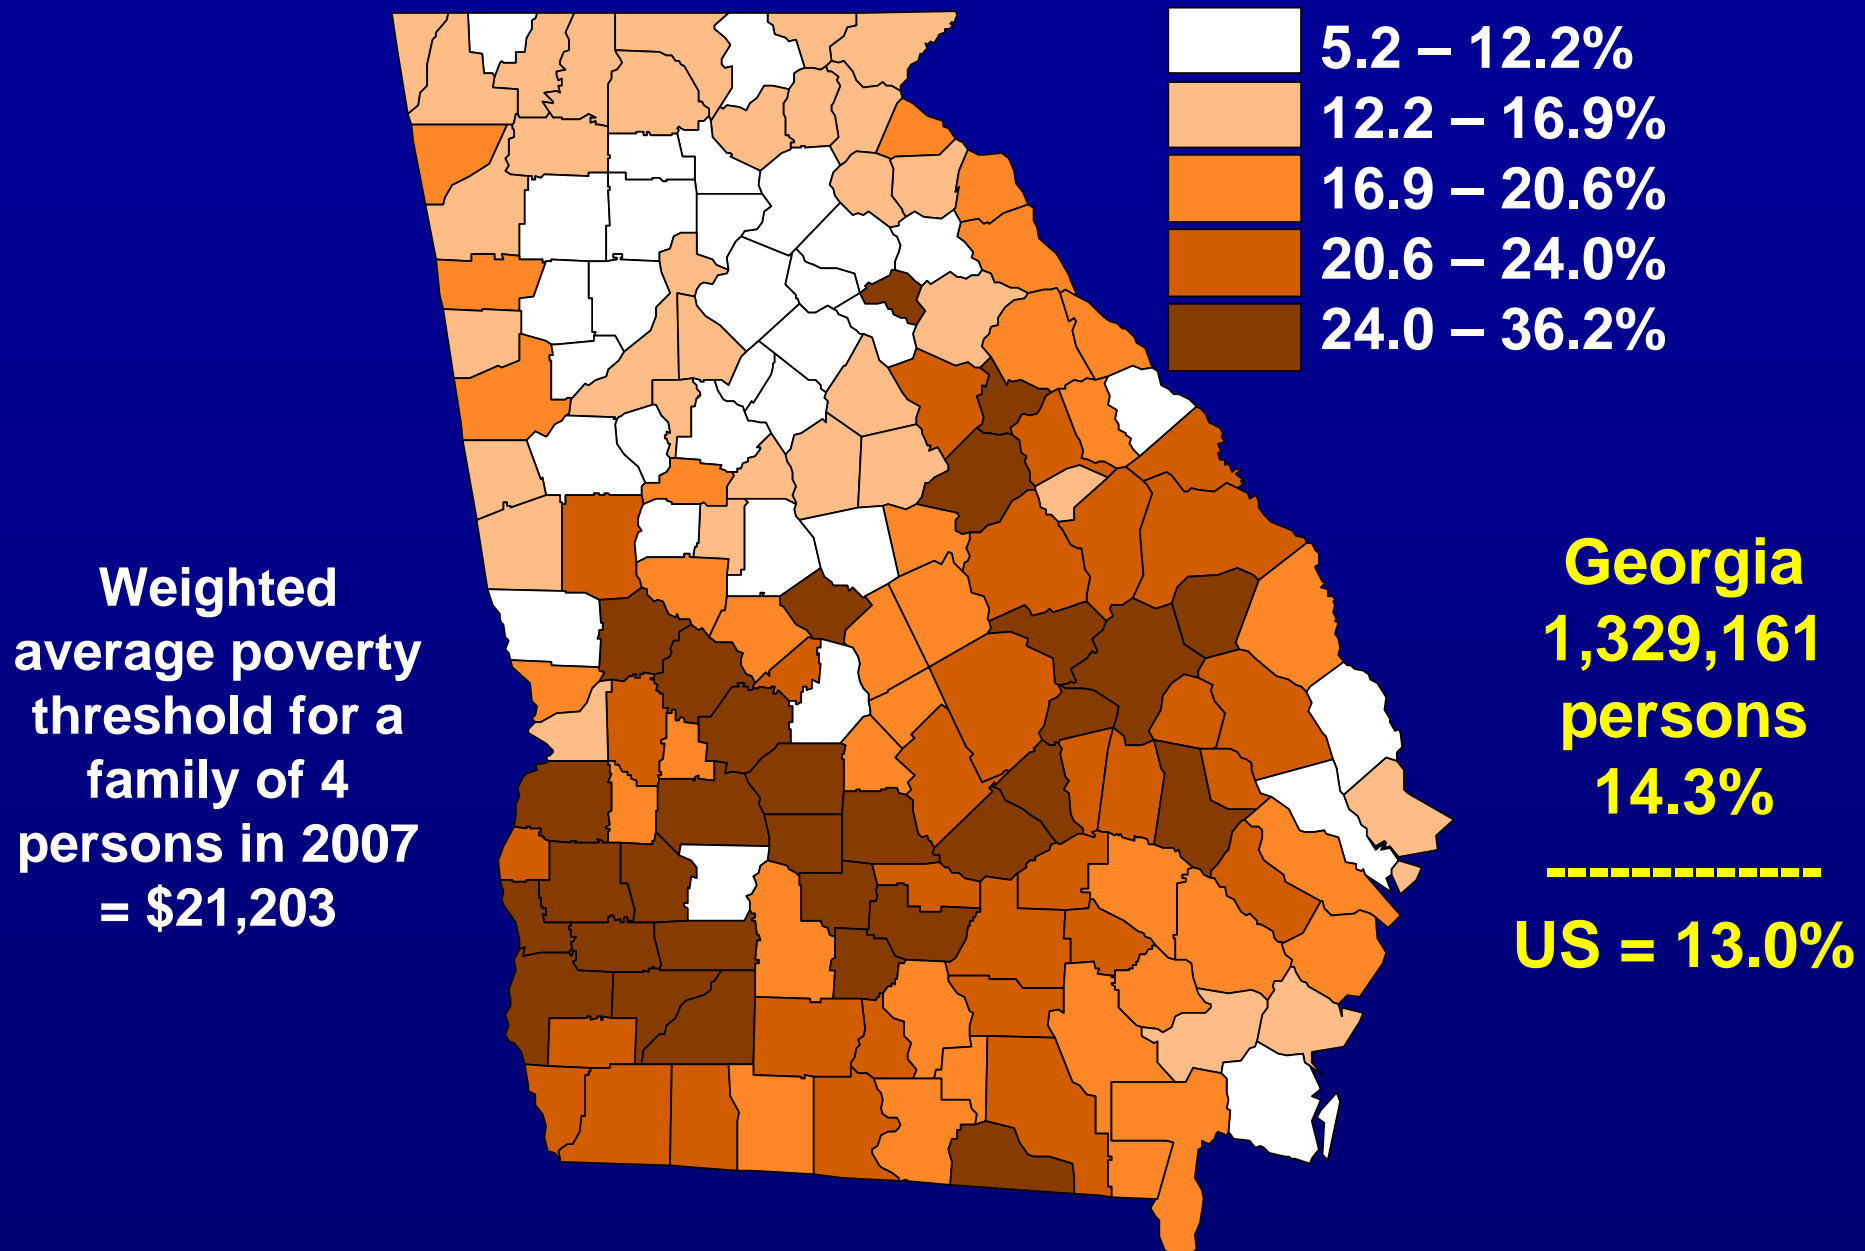 5.2 – 12.2%
12.2 – 16.9%
16.9 – 20.6%
20.6 – 24.0%
24.0 – 36.2%
Weighted
average poverty
threshold for a
family of 4
persons in 2007
= $21,203
Georgia
1,329,161
persons
14.3%
------------
US = 13.0%